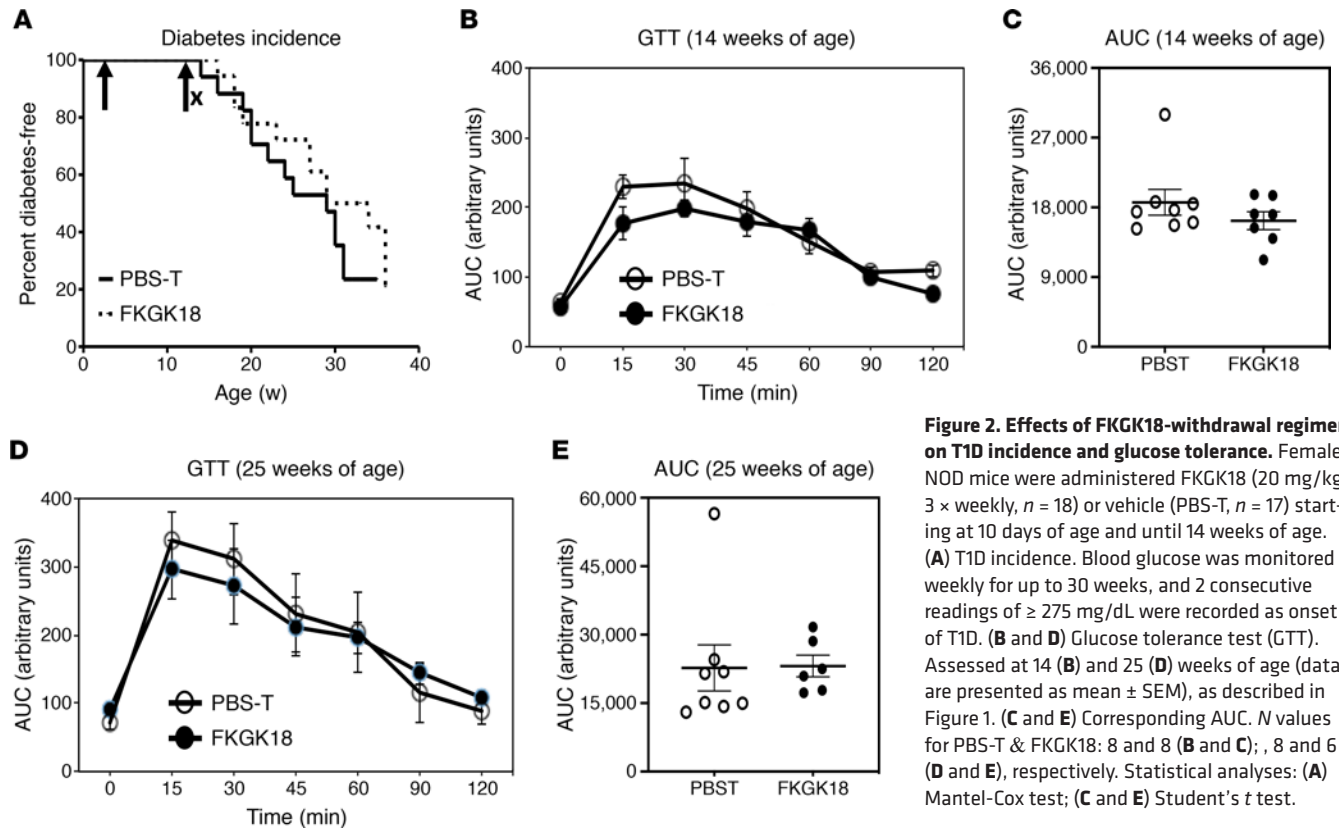 A
Diabetes incidence
Percent diabetes-free
100
80
60
40
20
0
X
PBS-T
FKGK18
0 10 20 30 40
Age (w)
B
GTT (14 weeks of age)
AUC (arbitrary units)
400
300
200
100
0
PBS-T
FKGK18
0 15 30 45 60 90 120
Time (min)
C
AUC (14 weeks of age)
AUC (arbitrary units)
36,000
27,000
18,000
9,000
0
PBST FKGK18
D
GTT (25 weeks of age)
AUC (arbitrary units)
400
300
200
100
0
PBS-T
FKGK18
0 15 30 45 60 90 120
Time (min)
E
AUC (25 weeks of age)
AUC (arbitrary units)
60,000
45,000
30,000
15,000
0
PBST FKGK18
Figure 2. Effects of FKGK18-withdrawal regimen
on T1D incidence and glucose tolerance. Female
NOD mice were administered FKGK18 (20 mg/kg
3 × weekly, n = 18) or vehicle (PBS-T, n = 17) start-
ing at 10 days of age and until 14 weeks of age.
(A) T1D incidence. Blood glucose was monitored
weekly for up to 30 weeks, and 2 consecutive
readings of ≥ 275 mg/dL were recorded as onset
of T1D. (B and D) Glucose tolerance test (GTT).
Assessed at 14 (B) and 25 (D) weeks of age (data
are presented as mean ± SEM), as described in
Figure 1. (C and E) Corresponding AUC. N values
for PBS-T & FKGK18: 8 and 8 (B and C); , 8 and 6
(D and E), respectively. Statistical analyses: (A)
Mantel-Cox test; (C and E) Student's t test.